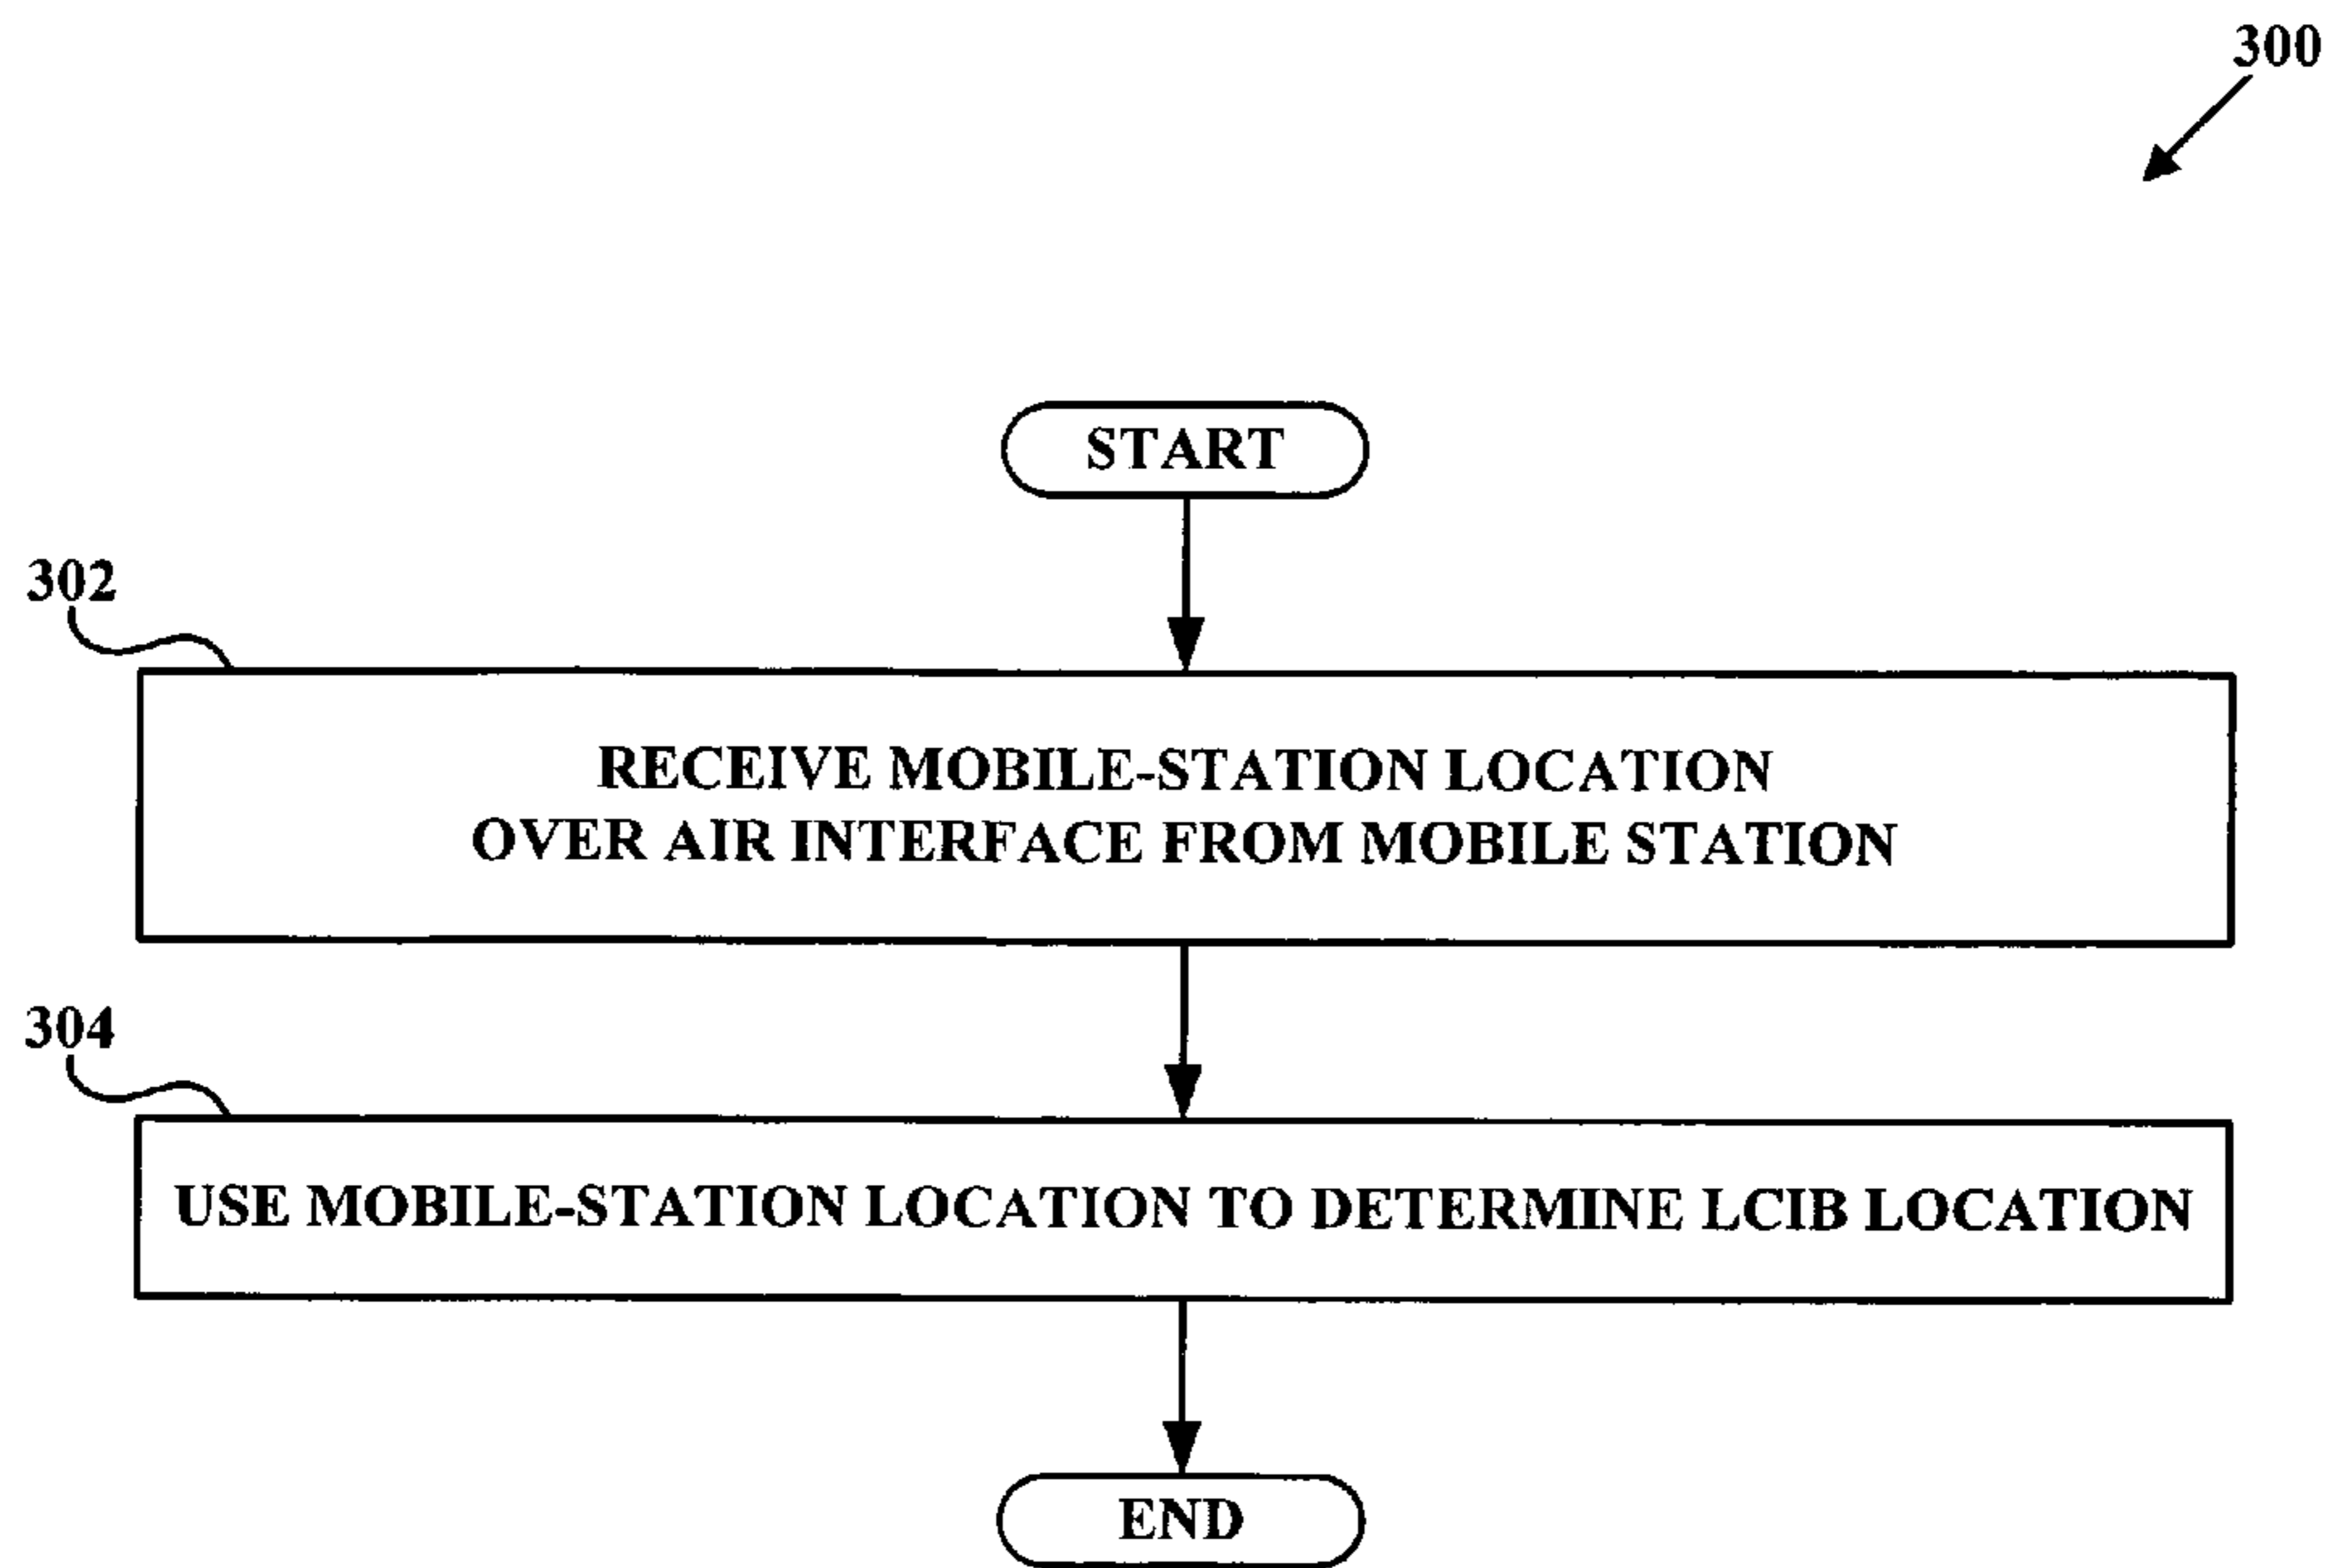 300
START
302
RECEIVE MOBILE-STATION LOCATION
OVER AIR INTERFACE FROM MOBILE STATION
304
USE MOBILE-STATION LOCATION TO DETERMINE LCIB LOCATION
END